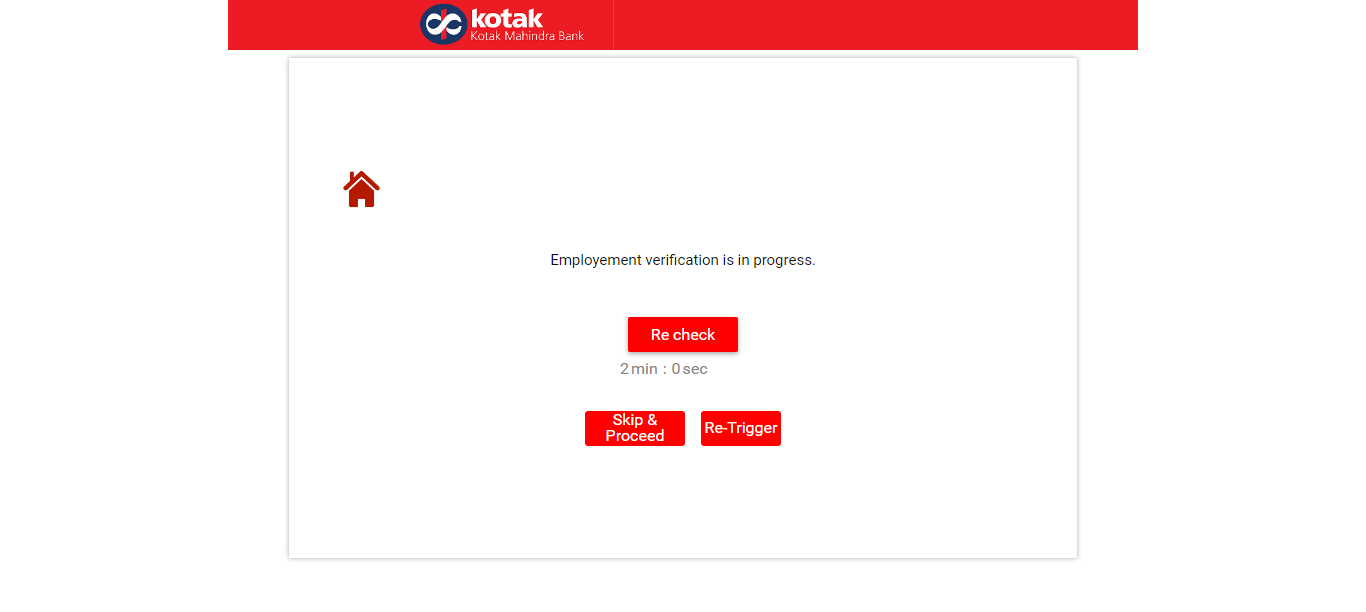 kotak
Kotak Mahindra Bank
Employement verification is in progress.
Re check
2 min : 0 sec
Skip &
Proceed
Re-Trigger